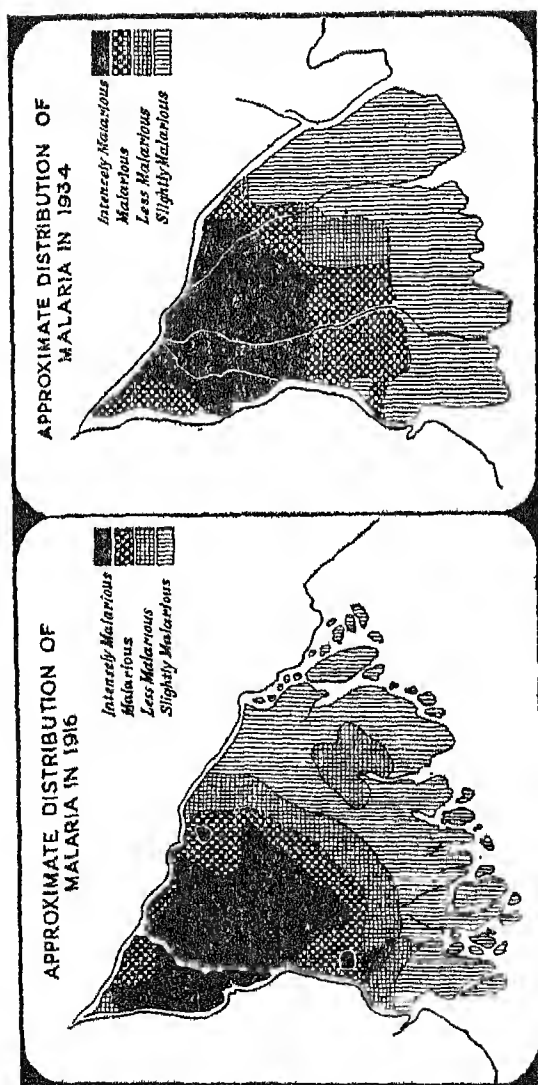 APPROXIMATE DISTRIBUTION OF
MALARIA IN 1916
Intensely Malarious
Malarious
Less Malarious
Slightly Malarious
APPROXIMATE DISTRIBUTION OF
MALARIA IN 1934
Intensely Malarious
Malarious
Less Malarious
Slightly Malarious